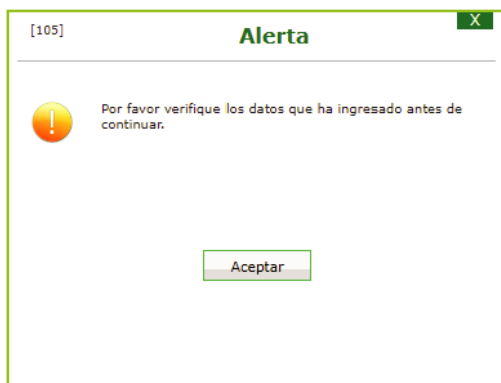 [105]
Alerta
X
Por favor verifique los datos que ha ingresado antes de
continuar.
Aceptar